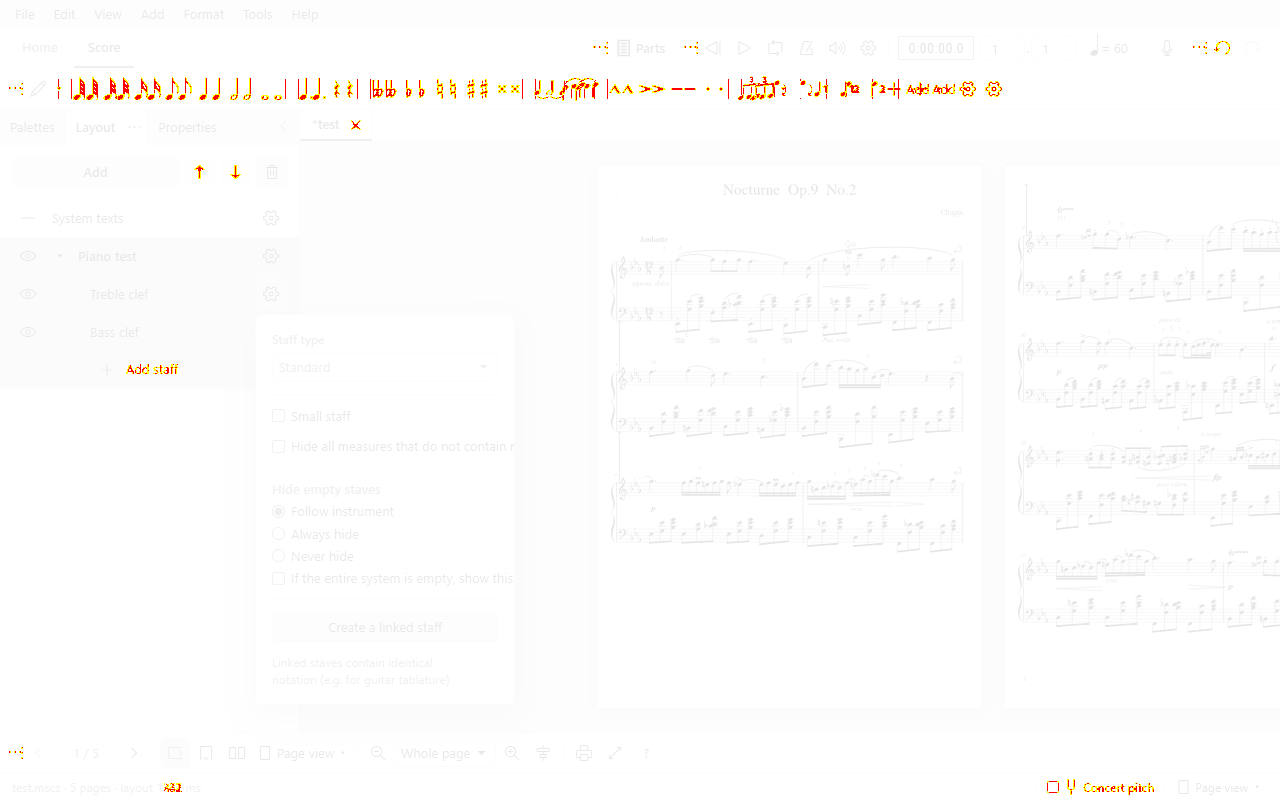 File Edit View Add Format Tools Help
Home Score Parts 0:00:00.0 1 . 1 = 60
Add Add
Palettes Layout Properties *test
Add
System texts
Piano test
Treble clef
Bass clef
Add staff
Staff type
Standard
Small staff
Hide all measures that do not contain
Hide empty staves
Follow instrument
Always hide
Never hide
If the entire system is empty, show this
Create a linked staff
Linked staves contain identical
notation (e.g. for guitar tablature)
Nocturne Op.9 No.2
Chopin
Andante
1 / 5 Page view Whole page ?
test.mscz · 5 pages · layout
Concert pitch Page view